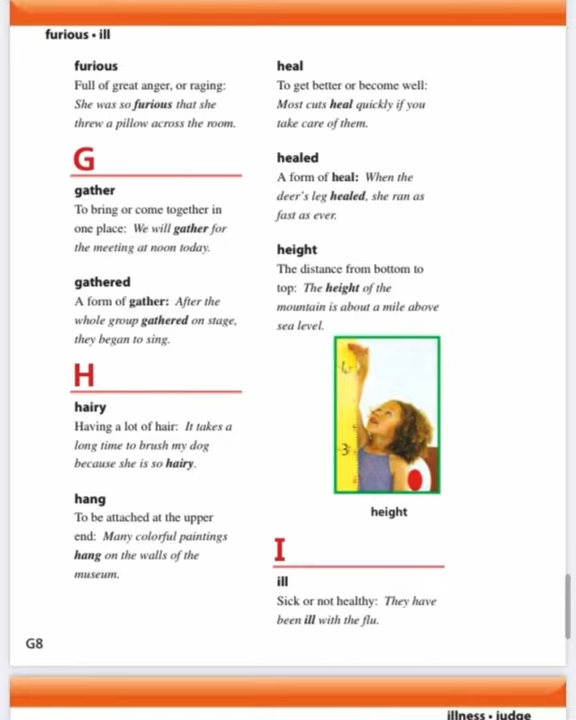 furious • ill
furious
Full of great anger, or raging:
She was so furious that she
threw a pillow across the room.
G
gather
To bring or come together in
one place: We will gather for
the meeting at noon today.
gathered
A form of gather: After the
whole group gathered on stage,
they began to sing.
H
hairy
Having a lot of hair: It takes a
long time to brush my dog
because she is so hairy.
hang
To be attached at the upper
end: Many colorful paintings
hang on the walls of the
museum.
heal
To get better or become well:
Most cuts heal quickly if you
take care of them.
healed
A form of heal: When the
deer's leg healed, she ran as
fast as ever.
height
The distance from bottom to
top: The height of the
mountain is about a mile above
sea level.
3
height
I
ill
Sick or not healthy: They have
been ill with the flu.
G8
illness • judge